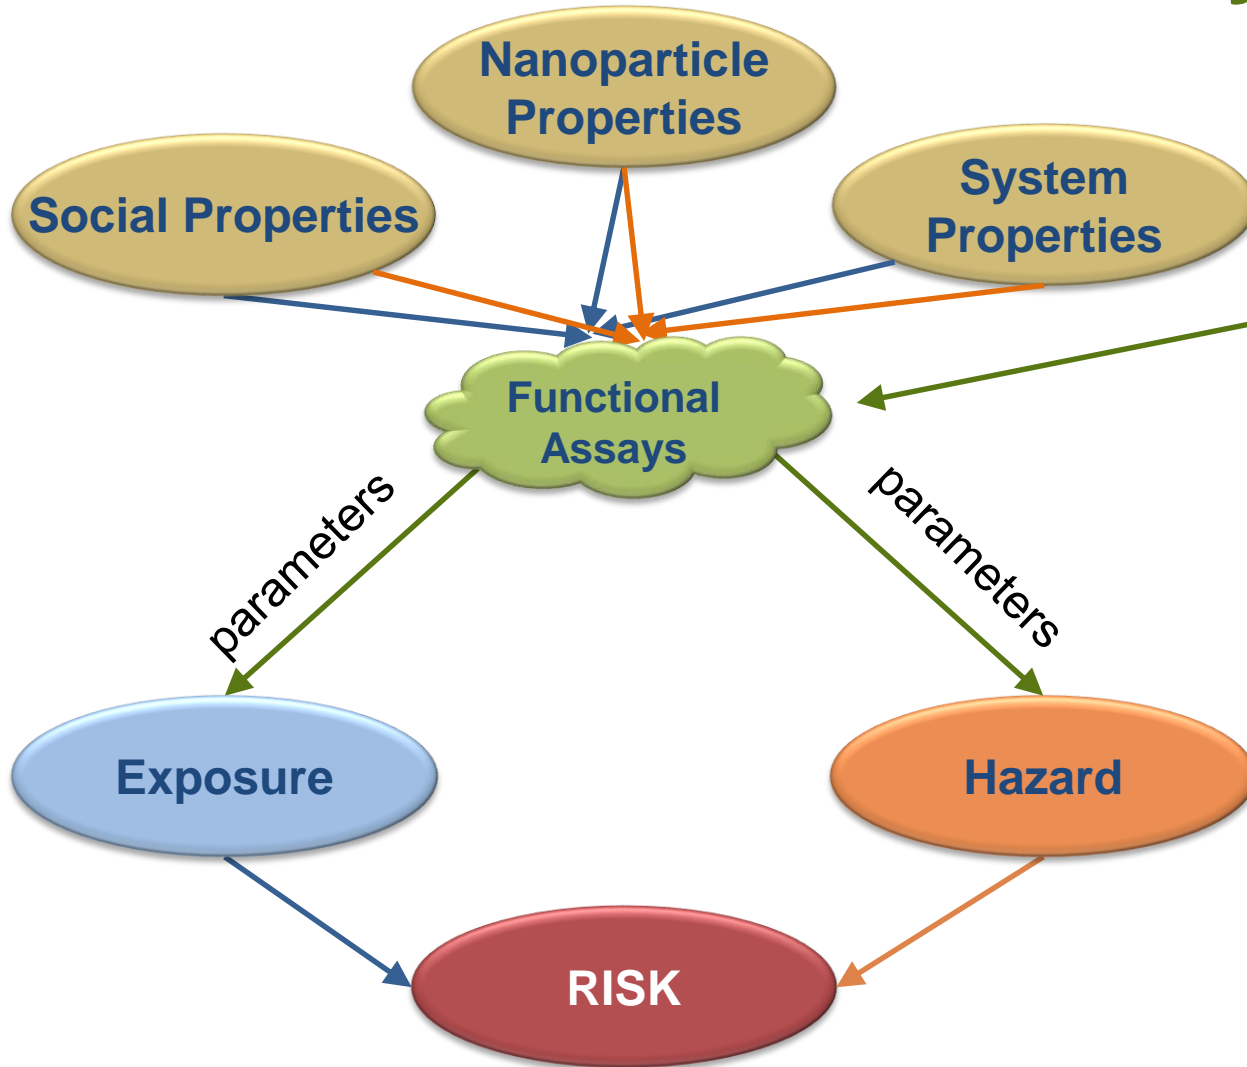 Nanoparticle
Properties
Social Properties
System
Properties
Functional
Assays
parameters
parameters
Exposure
Hazard
RISK